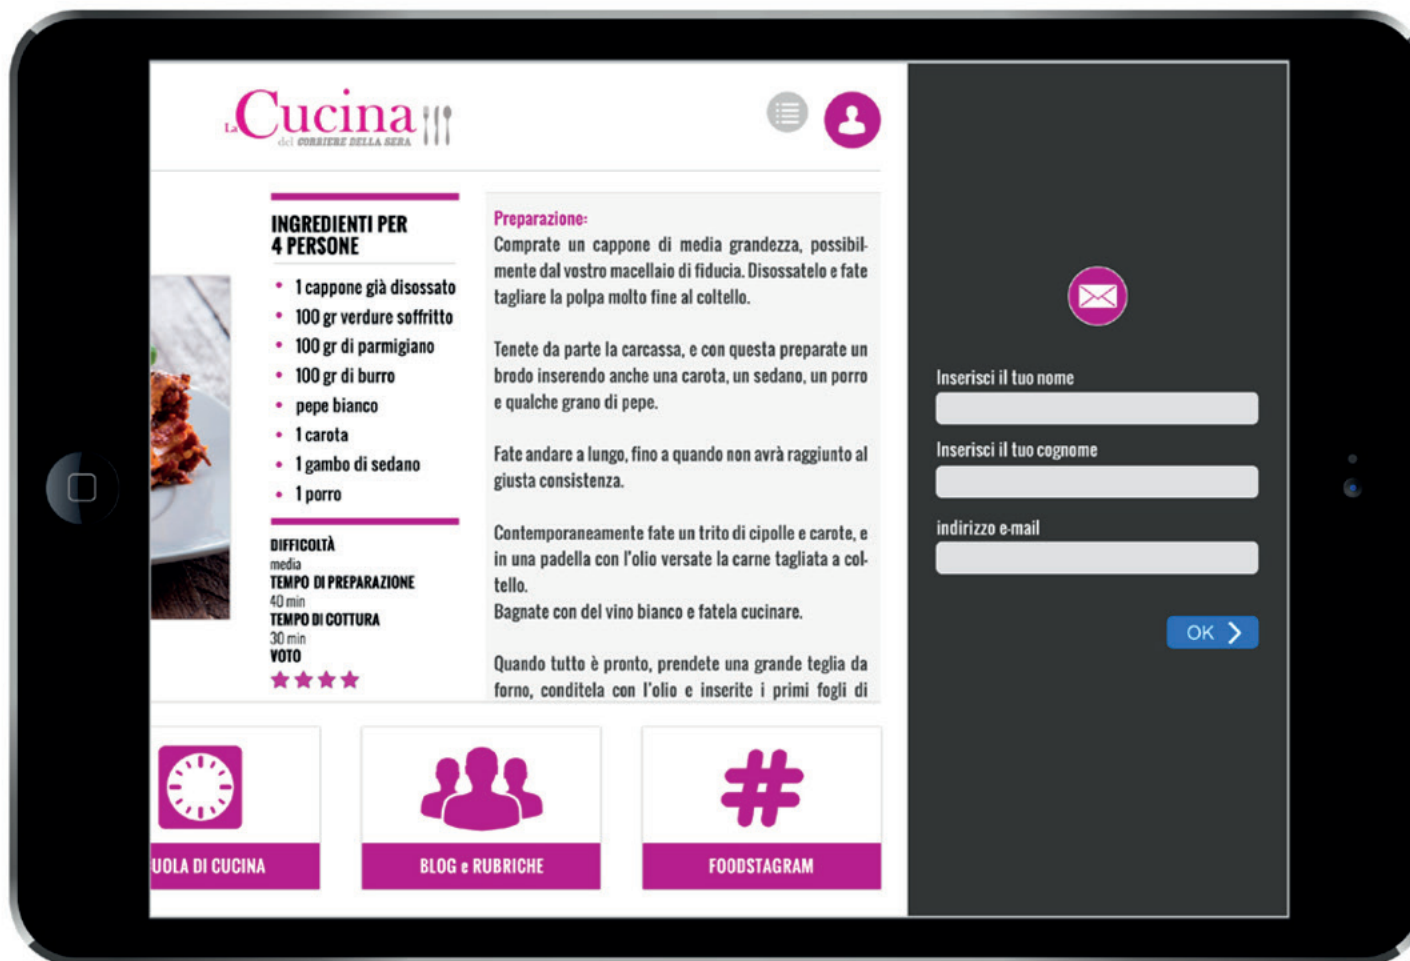 La Cucina
del CORRIERE DELLA SERA
INGREDIENTI PER
4 PERSONE
1 cappone già disossato
100 gr verdure soffritto
100 gr di parmigiano
100 gr di burro
pepe bianco
1 carota
1 gambo di sedano
1 porro
DIFFICOLTÀ
media
TEMPO DI PREPARAZIONE
40 min
TEMPO DI COTTURA
30 min
VOTO
Preparazione:
Comprate un cappone di media grandezza, possibil-
mente dal vostro macellaio di fiducia. Disossatelo e fate
tagliare la polpa molto fine al coltello.
Tenete da parte la carcassa, e con questa preparate un
brodo inserendo anche una carota, un sedano, un porro
e qualche grano di pepe.
Fate andare a lungo, fino a quando non avrà raggiunto al
giusta consistenza.
Contemporaneamente fate un trito di cipolle e carote, e
in una padella con l'olio versate la carne tagliata a col-
tello.
Bagnate con del vino bianco e fatela cucinare.
Quando tutto è pronto, prendete una grande teglia da
forno, conditela con l'olio e inserite i primi fogli di
UOLA DI CUCINA
BLOG e RUBRICHE
FOODSTAGRAM
Inserisci il tuo nome
Inserisci il tuo cognome
indirizzo e-mail
OK